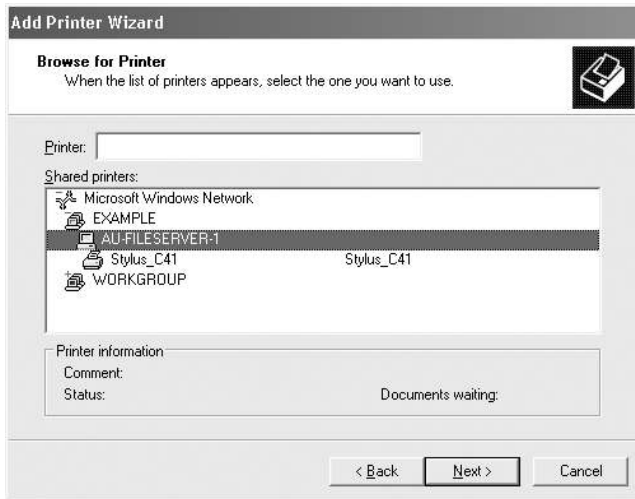 Add Printer Wizard
Browse for Printer
When the list of printers appears, select the one you want to use.
Printer:
Shared printers:
Microsoft Windows Network
EXAMPLE
AU-FILESERVER-1
Stylus_C41 Stylus_C41
WORKGROUP
Printer information
Comment:
Status: Documents waiting:
< Back Next > Cancel